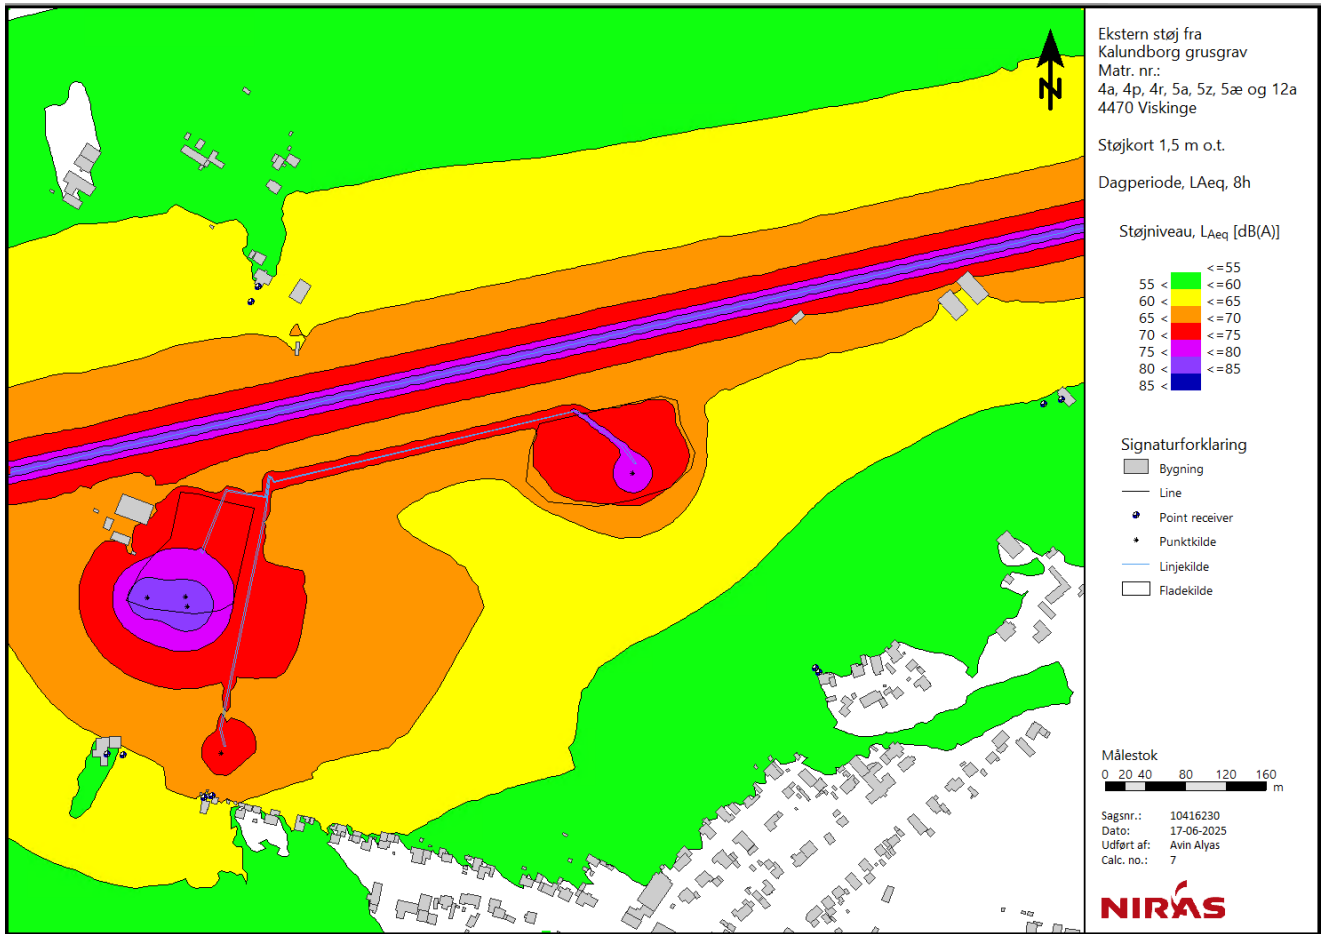 N
Ekstern støj fra
Kalundborg grusgrav
Matr. nr.:
4a, 4p, 4r, 5a, 5z, 5æ og 12a
4470 Viskinge
Støjkort 1,5 m o.t.
Dagperiode, LAeq, 8h
Støjniveau, LAeq [dB(A)]
<=55
55 < <=60
60 < <=65
65 < <=70
70 < <=75
75 < <=80
80 < <=85
85 <
Signaturforklaring
Bygning
Line
Point receiver
Punktkilde
Linjekilde
Fladekilde
Målestok
0 20 40 80 120 160
m
Sagsnr.: 10416230
Dato: 17-06-2025
Udført af: Avin Alyas
Calc. no.: 7
NIRAS